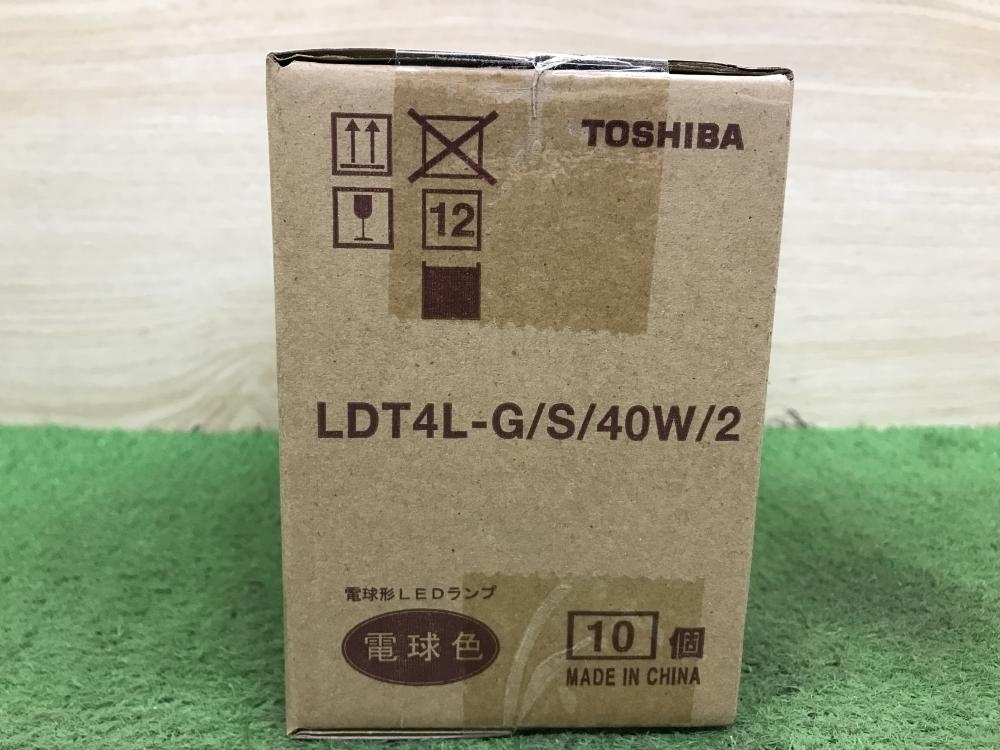 TOSHIBA
12
LDT4L-G/S/40W/2
電球形LEDランプ
電球色
10 個
MADE IN CHINA